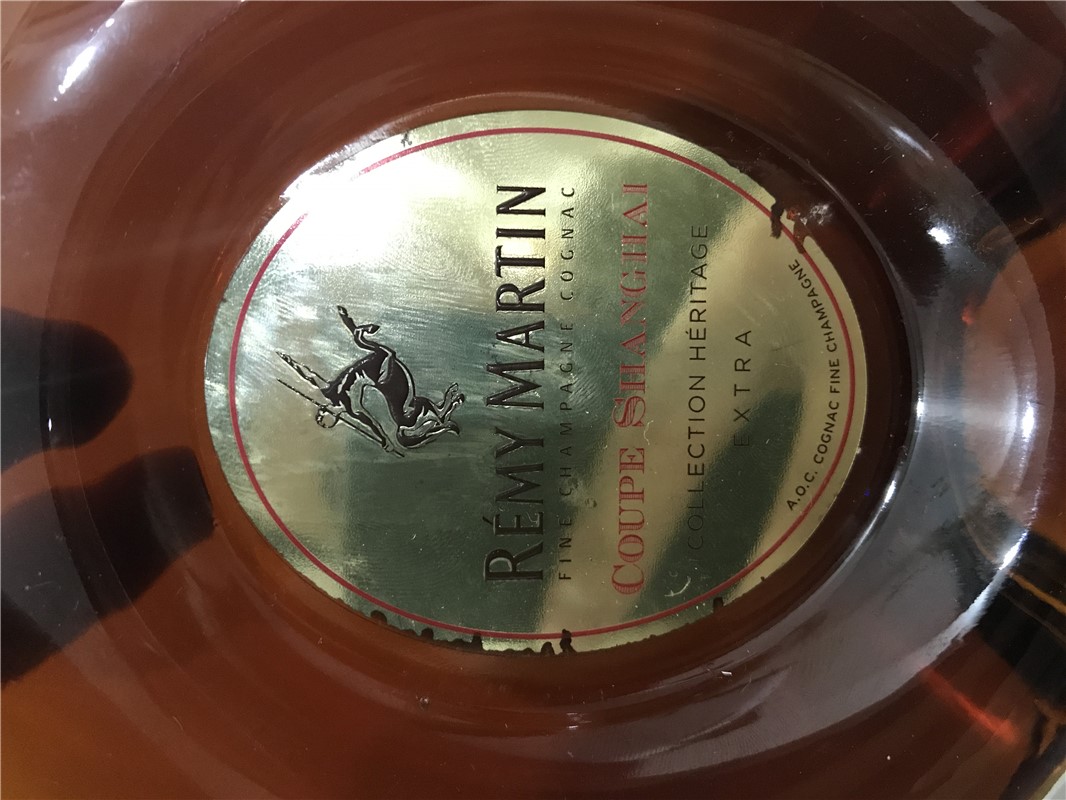 RÉMY MARTIN
FINE CHAMPAGNE COGNAC
COUPE SHANGHAI
COLLECTION HÉRITAGE
EXTRA
A.O.C. COGNAC FINE CHAMPAGNE